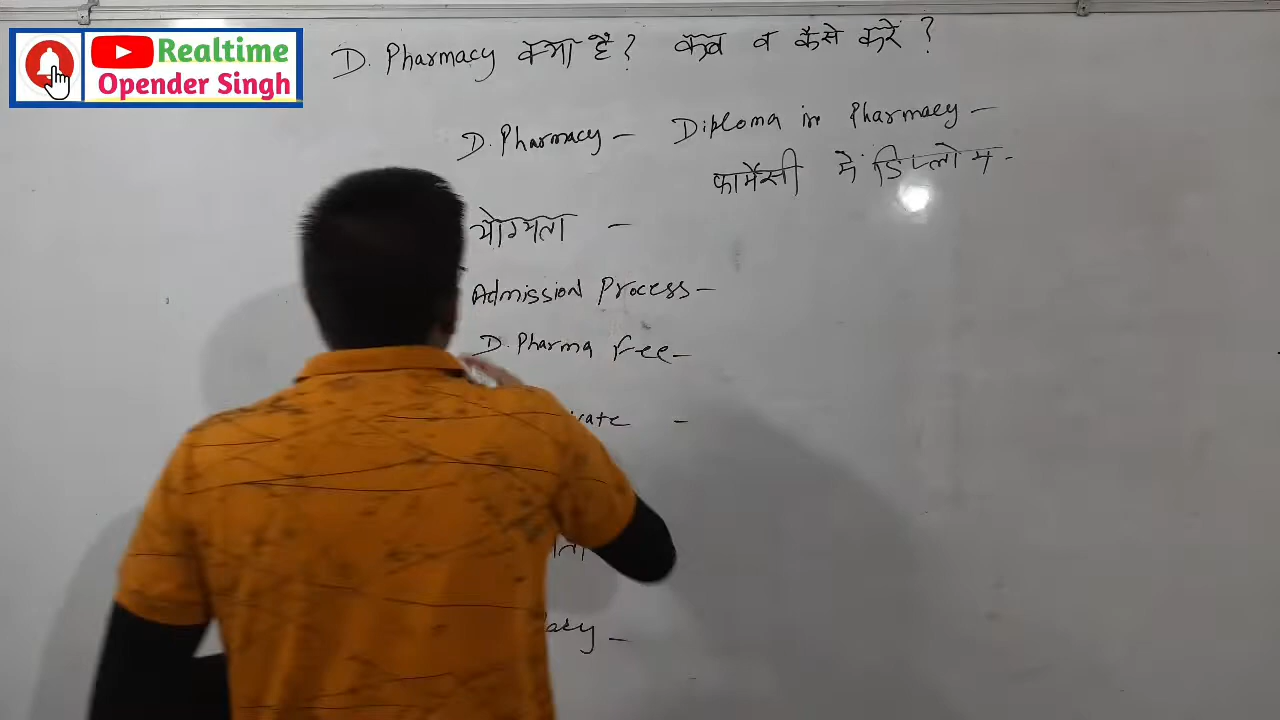 Realtime
Opender Singh
D. Pharmacy क्या है? कब व कैसे करे ?
D. Pharmacy – Diploma in Pharmacy –
फार्मेसी में डिप्लोम -
योग्यता –
Admission Process –
D. Pharma Fee –